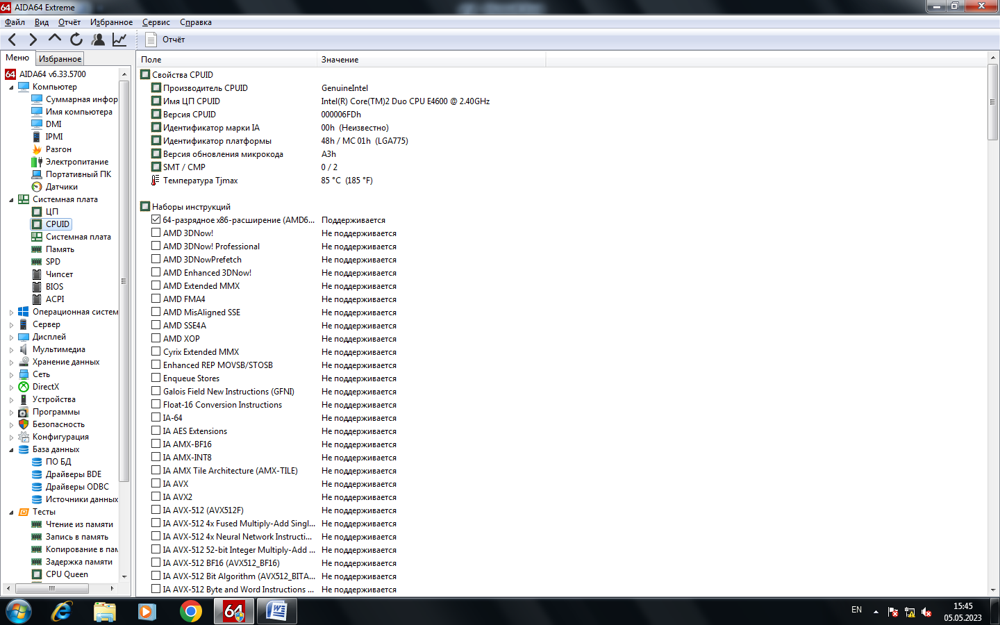 AIDA64 Extreme
Файл Вид Отчёт Избранное Сервис Справка
Отчёт
Меню Избранное
AIDA64 v6.33.5700
Компьютер
Суммарная инфор
Имя компьютера
DMI
IPMI
Разгон
Электропитание
Портативный ПК
Датчики
Системная плата
ЦП
CPUID
Системная плата
Память
SPD
Чипсет
BIOS
ACPI
Операционная систем
Сервер
Дисплей
Мультимедиа
Хранение данных
Сеть
DirectX
Устройства
Программы
Безопасность
Конфигурация
База данных
ПО БД
Драйверы BDE
Драйверы ODBC
Источники данных
Тесты
Чтение из памяти
Запись в память
Копирование в пам
Задержка памяти
CPU Queen
Поле Значение
Свойства CPUID
Производитель CPUID GenuineIntel
Имя ЦП CPUID Intel(R) Core(TM)2 Duo CPU E4600 @ 2.40GHz
Версия CPUID 000006FDh
Идентификатор марки IA 00h (Неизвестно)
Идентификатор платформы 48h / MC 01h (LGA775)
Версия обновления микрокода A3h
SMT / CMP 0 / 2
Температура Tjmax 85 °C (185 °F)
Наборы инструкций
64-разрядное x86-расширение (AMD6... Поддерживается
AMD 3DNow! Не поддерживается
AMD 3DNow! Professional Не поддерживается
AMD 3DNowPrefetch Не поддерживается
AMD Enhanced 3DNow! Не поддерживается
AMD Extended MMX Не поддерживается
AMD FMA4 Не поддерживается
AMD MisAligned SSE Не поддерживается
AMD SSE4A Не поддерживается
AMD XOP Не поддерживается
Cyrix Extended MMX Не поддерживается
Enhanced REP MOVSB/STOSB Не поддерживается
Enqueue Stores Не поддерживается
Galois Field New Instructions (GFNI) Не поддерживается
Float-16 Conversion Instructions Не поддерживается
IA-64 Не поддерживается
IA AES Extensions Не поддерживается
IA AMX-BF16 Не поддерживается
IA AMX-INT8 Не поддерживается
IA AMX Tile Architecture (AMX-TILE) Не поддерживается
IA AVX Не поддерживается
IA AVX2 Не поддерживается
IA AVX-512 (AVX512F) Не поддерживается
IA AVX-512 4x Fused Multiply-Add Singl... Не поддерживается
IA AVX-512 4x Neural Network Instructi... Не поддерживается
IA AVX-512 52-bit Integer Multiply-Add ... Не поддерживается
IA AVX-512 BF16 (AVX512_BF16) Не поддерживается
IA AVX-512 Bit Algorithm (AVX512_BITA... Не поддерживается
IA AVX-512 Byte and Word Instructions ... Не поддерживается
64
EN
15:45
05.05.2023